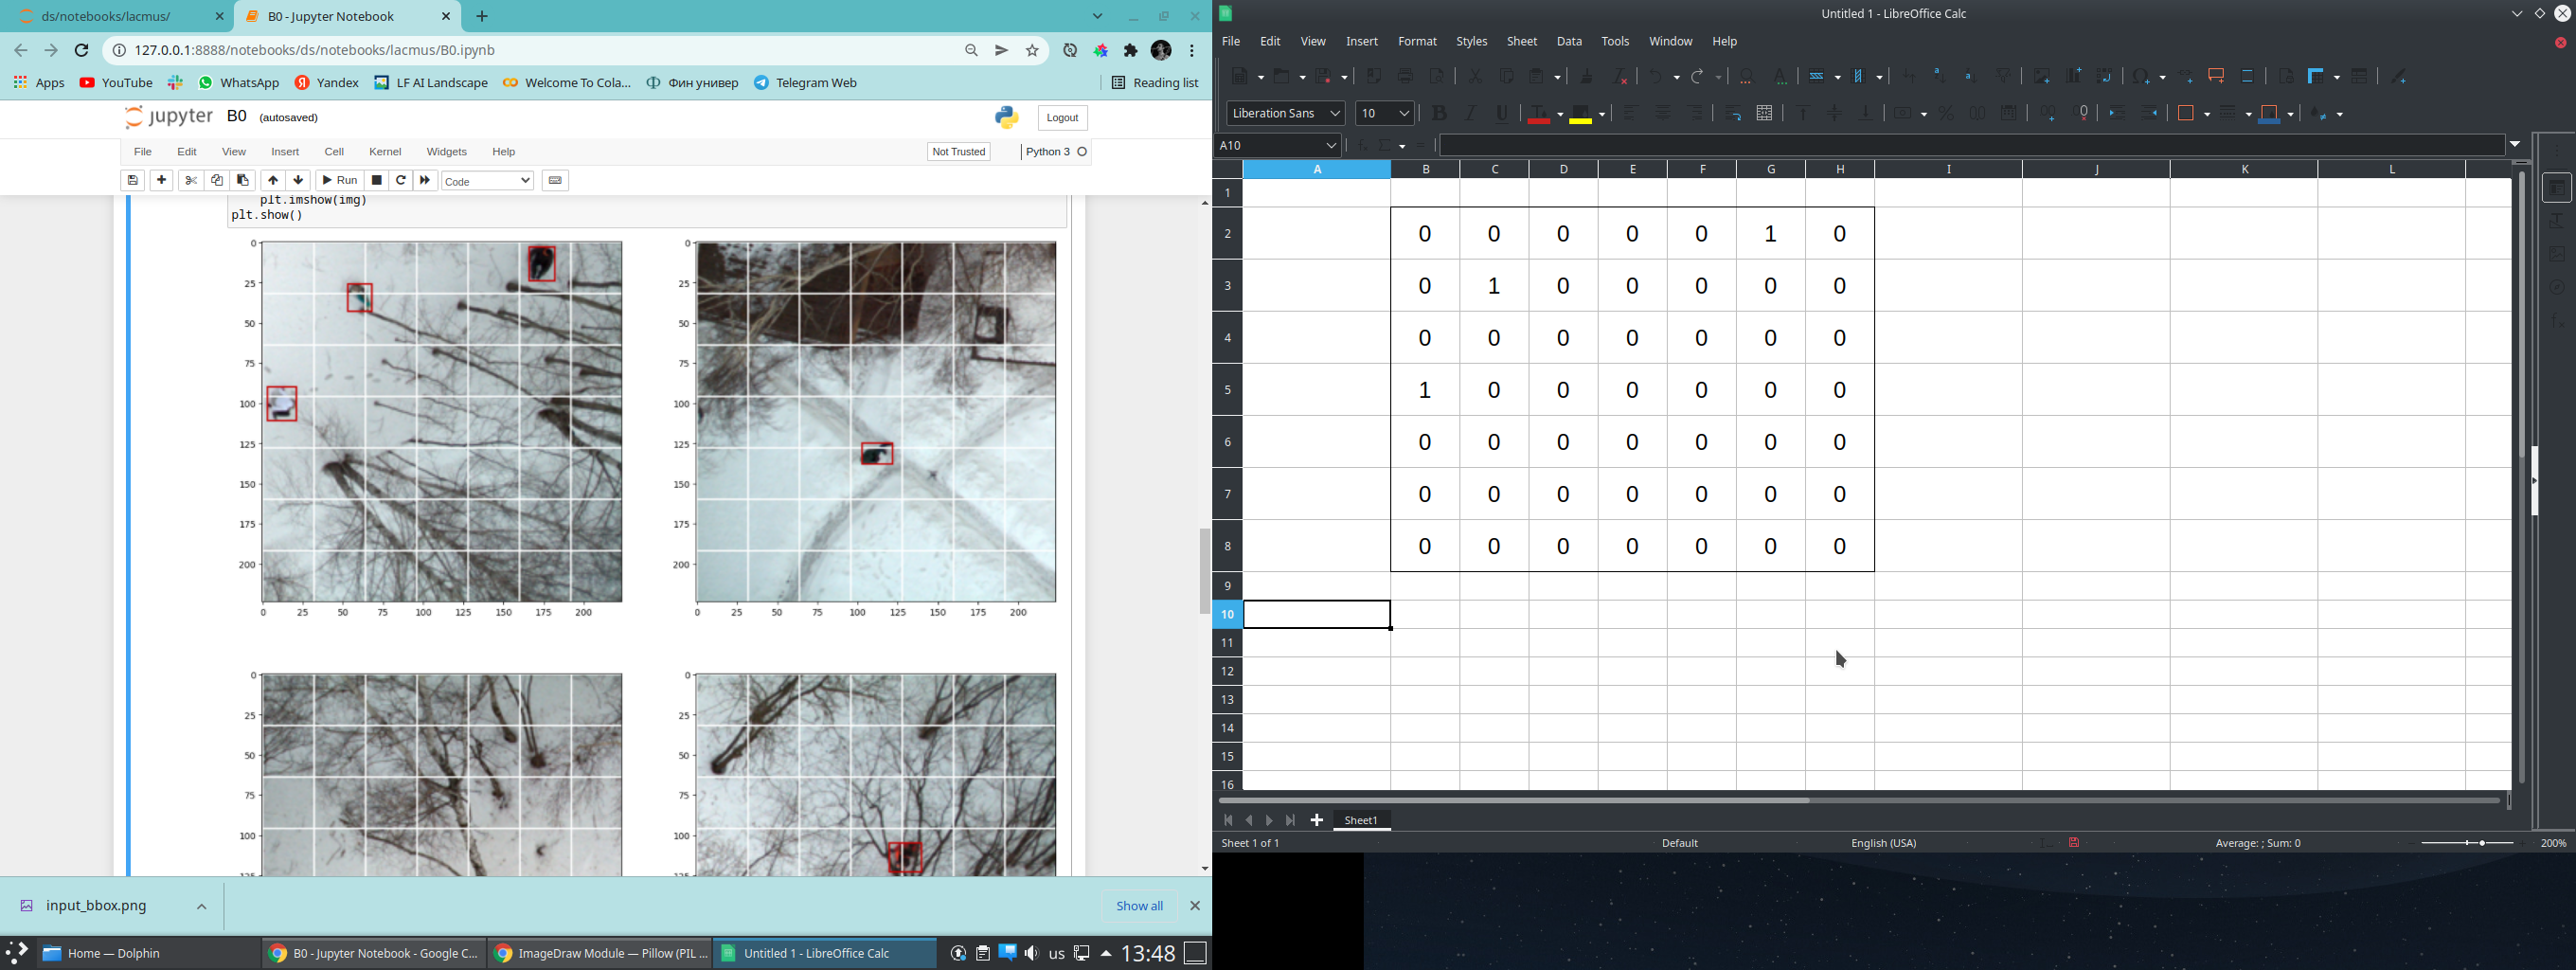 ds/notebooks/lacmus/
B0 - Jupyter Notebook
127.0.0.1:8888/notebooks/ds/notebooks/lacmus/B0.ipynb
Apps YouTube WhatsApp Yandex LF AI Landscape Welcome To Cola... Фин универ Telegram Web Reading list
jupyter B0 (autosaved) Logout
File Edit View Insert Cell Kernel Widgets Help Not Trusted Python 3
Run Code
plt.imshow(img)
plt.show()
0
25
50
75
100
125
150
175
200
0 25 50 75 100 125 150 175 200
0
25
50
75
100
125
150
175
200
0 25 50 75 100 125 150 175 200
0
25
50
75
100
125
0
25
50
75
100
125
input_bbox.png Show all
Home — Dolphin B0 - Jupyter Notebook - Google C... ImageDraw Module — Pillow (PIL ... Untitled 1 - LibreOffice Calc us 13:48
Untitled 1 - LibreOffice Calc
File Edit View Insert Format Styles Sheet Data Tools Window Help
Liberation Sans 10
A10
A B C D E F G H I J K L
1
2 0 0 0 0 0 1 0
3 0 1 0 0 0 0 0
4 0 0 0 0 0 0 0
5 1 0 0 0 0 0 0
6 0 0 0 0 0 0 0
7 0 0 0 0 0 0 0
8 0 0 0 0 0 0 0
9
10
11
12
13
14
15
16
Sheet1
Sheet 1 of 1 Default English (USA) Average: ; Sum: 0 200%